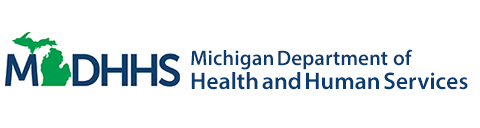 MDHHS
Michigan Department of
Health and Human Services